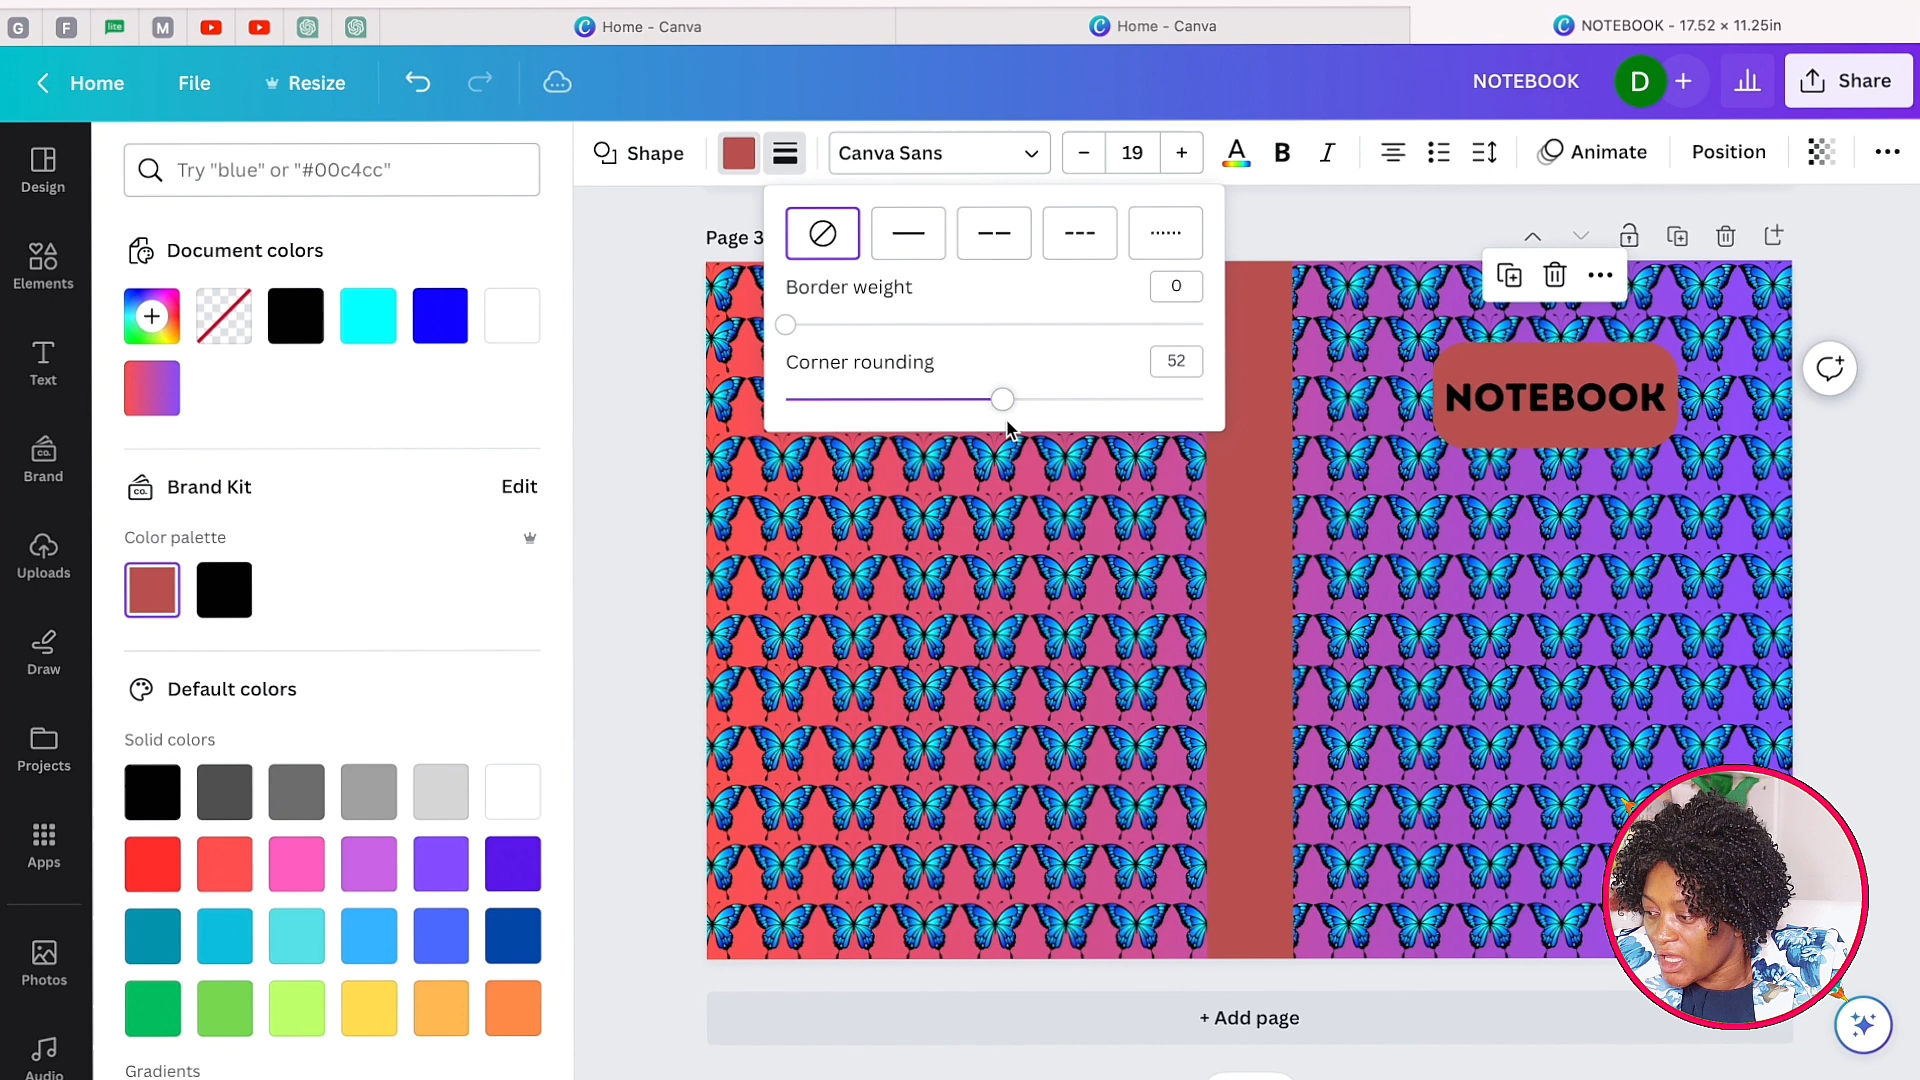 G
F
lite
M
Home - Canva
Home - Canva
NOTEBOOK - 17.52 × 11.25in
Home
File
Resize
NOTEBOOK
D
Share
Design
Elements
Text
Brand
Uploads
Draw
Projects
Apps
Photos
Audio
Try "blue" or "#00c4cc"
Document colors
Brand Kit
Edit
Color palette
Default colors
Solid colors
Gradients
Shape
Canva Sans
19
A
B
I
Animate
Position
Border weight
0
Corner rounding
52
Page 3
NOTEBOOK
+ Add page